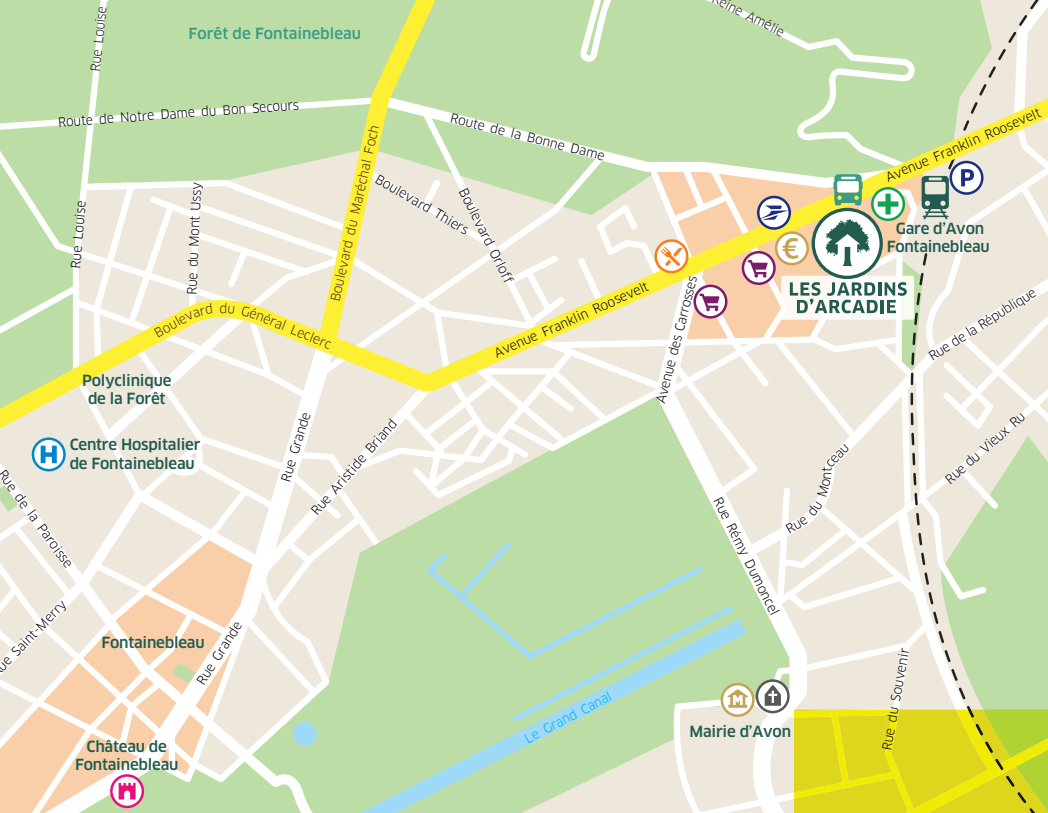 Rue Louise
Forêt de Fontainebleau
Reine Amélie
Route de Notre Dame du Bon Secours
Route de la Bonne Dame
Avenue Franklin Roosevelt
Boulevard du Maréchal Foch
Boulevard Thiers
Boulevard Orloff
Rue du Mont Ussy
Rue Louise
P
Gare d'Avon
Fontainebleau
€
LES JARDINS
D'ARCADIE
Boulevard du Général Leclerc
Avenue Franklin Roosevelt
Avenue des Carrosses
Rue de la République
Polyclinique
de la Forêt
H
Centre Hospitalier
de Fontainebleau
Rue Grande
Rue Aristide Briand
Rue du Vieux Ru
Rue du Montceau
Rue de la Paroisse
Rue Rémy Dumoncel
Rue Saint-Merry
Fontainebleau
Rue Grande
Rue du Souvenir
Le Grand Canal
M
Mairie d'Avon
Château de
Fontainebleau